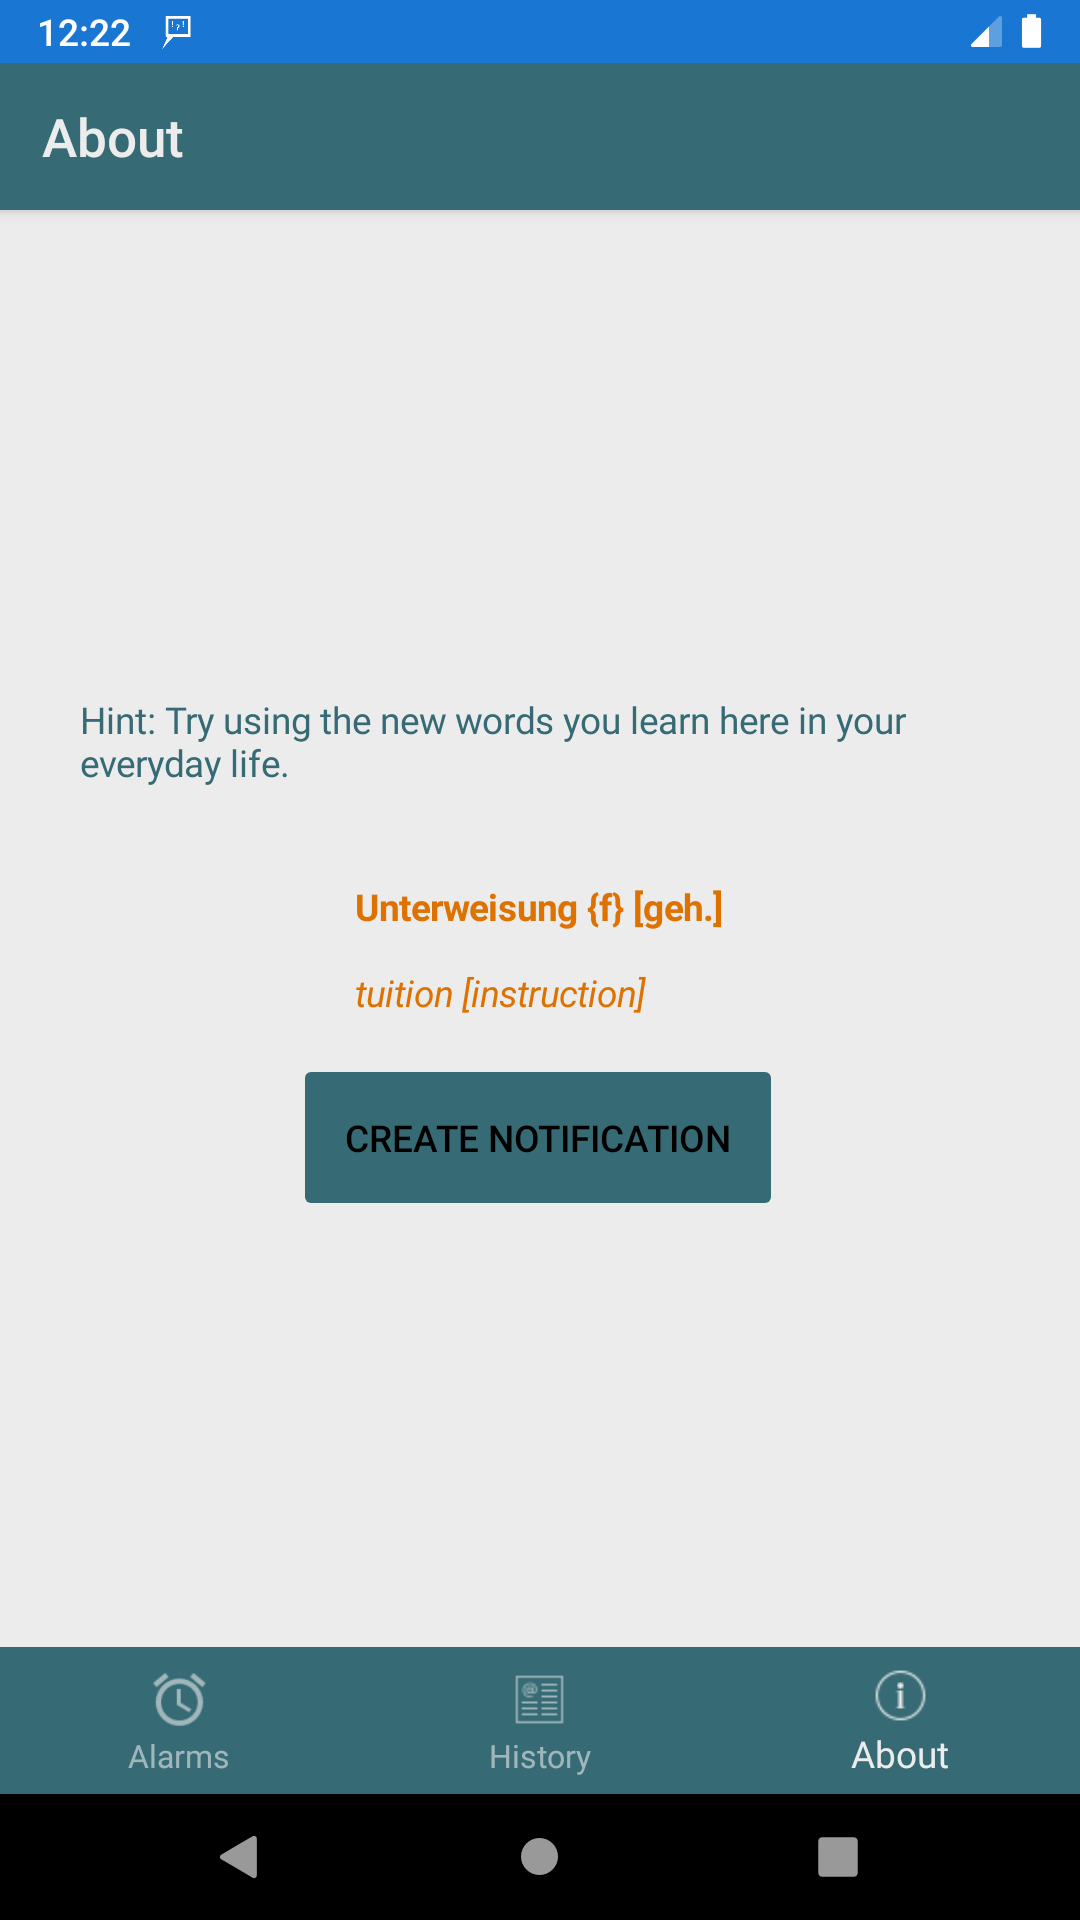 12:22
About
Hint: Try using the new words you learn here in your
everyday life.
Unterweisung {f} [geh.]
tuition [instruction]
CREATE NOTIFICATION
Alarms
History
About